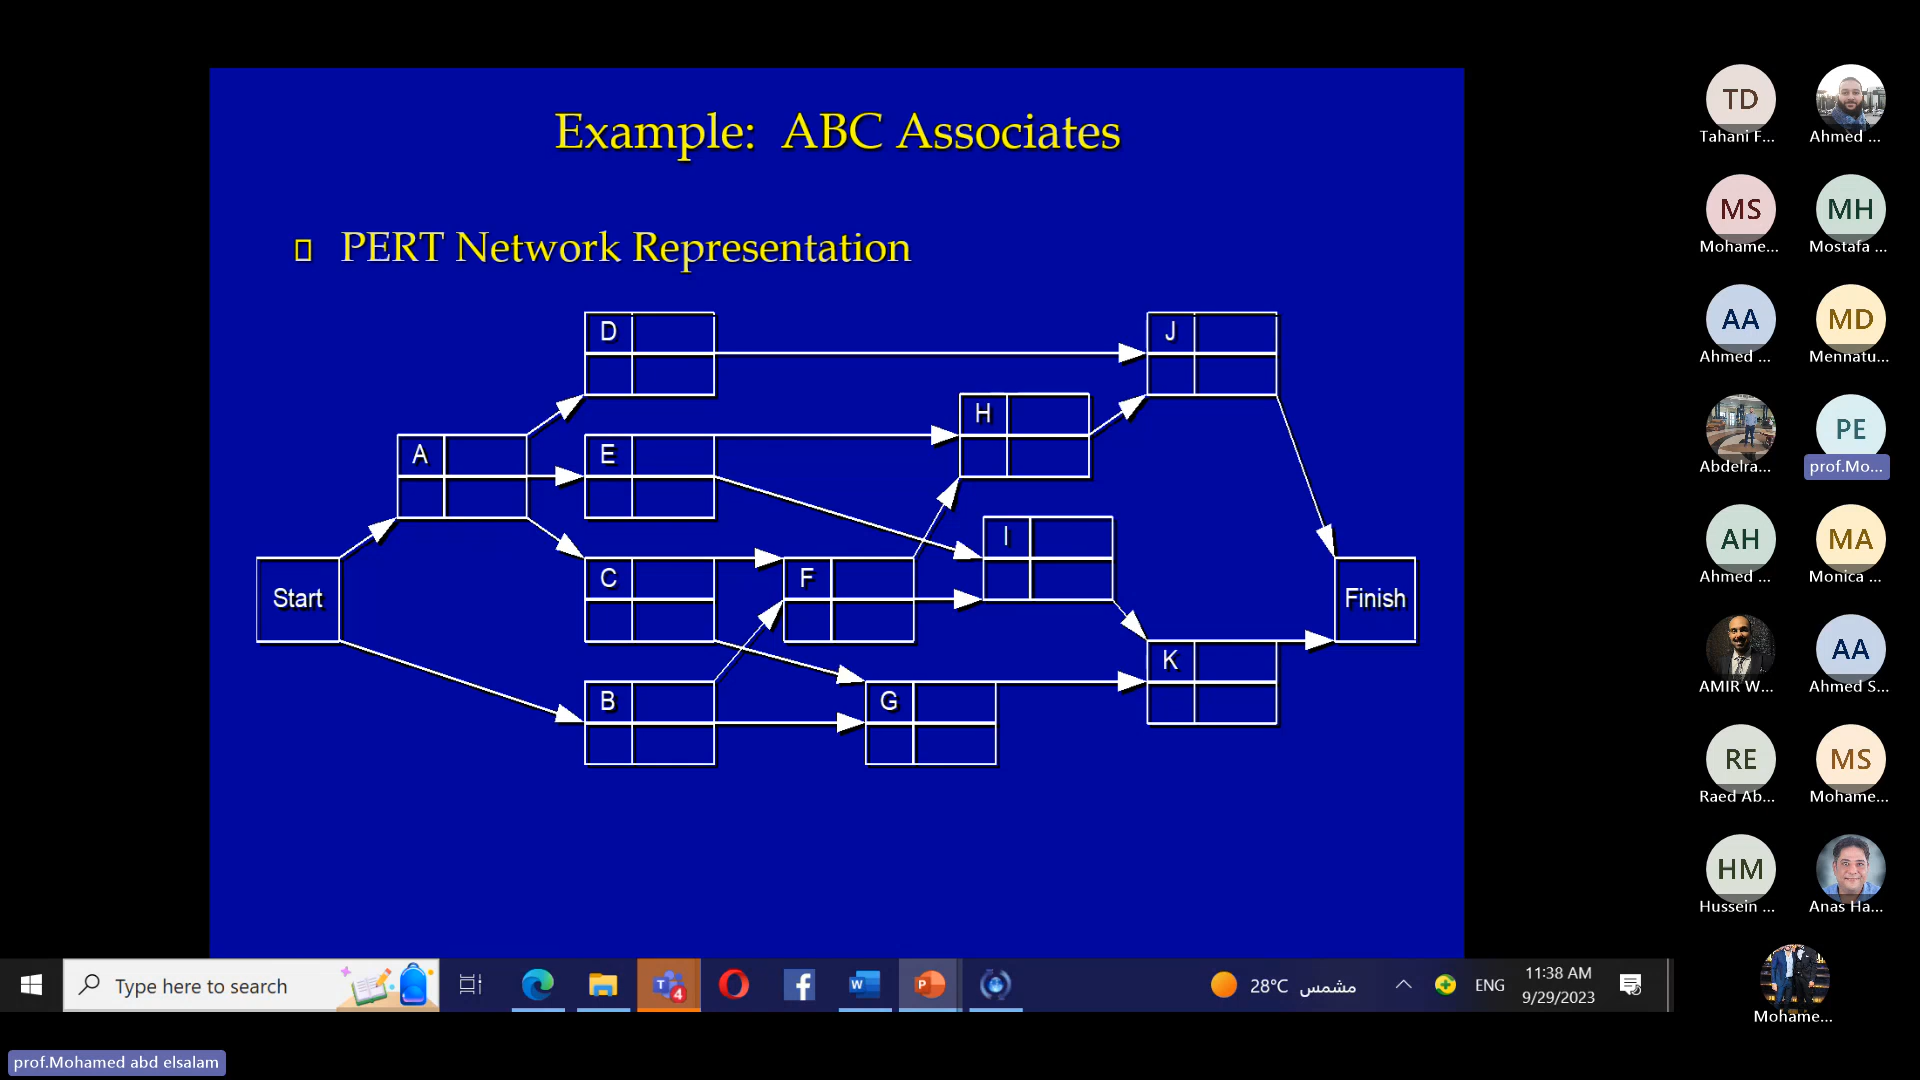 Example: ABC Associates
PERT Network Representation
D
J
H
A
E
I
C
F
Start
Finish
K
B
G
TD
Tahani F...
Ahmed ...
MS
Mohame...
MH
Mostafa ...
AA
Ahmed ...
MD
Mennatu...
Abdelra...
PE
prof.Mo...
AH
Ahmed ...
MA
Monica ...
AMIR W...
AA
Ahmed S...
RE
Raed Ab...
MS
Mohame...
HM
Hussein ...
Anas Ha...
Mohame...
Type here to search
4
28°C مشمس
ENG
11:38 AM
9/29/2023
prof.Mohamed abd elsalam